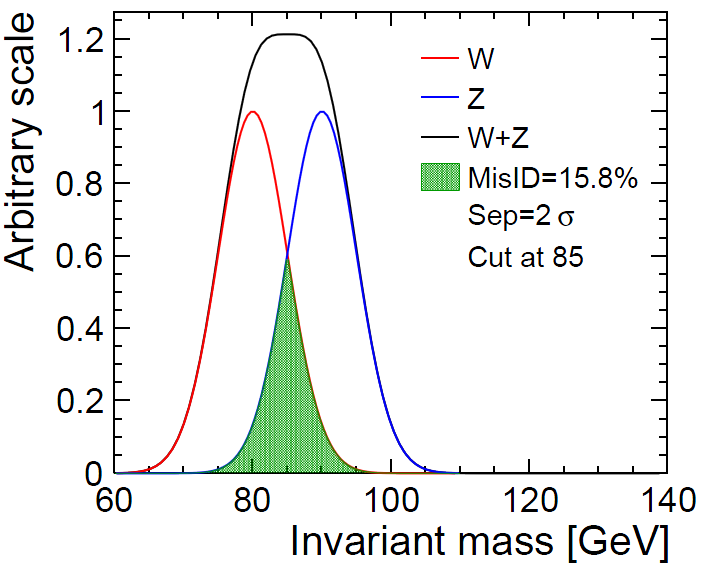 Arbitrary scale
1.2
1
0.8
0.6
0.4
0.2
0
W
Z
W+Z
MisID=15.8%
Sep=2 σ
Cut at 85
60 80 100 120 140
Invariant mass [GeV]